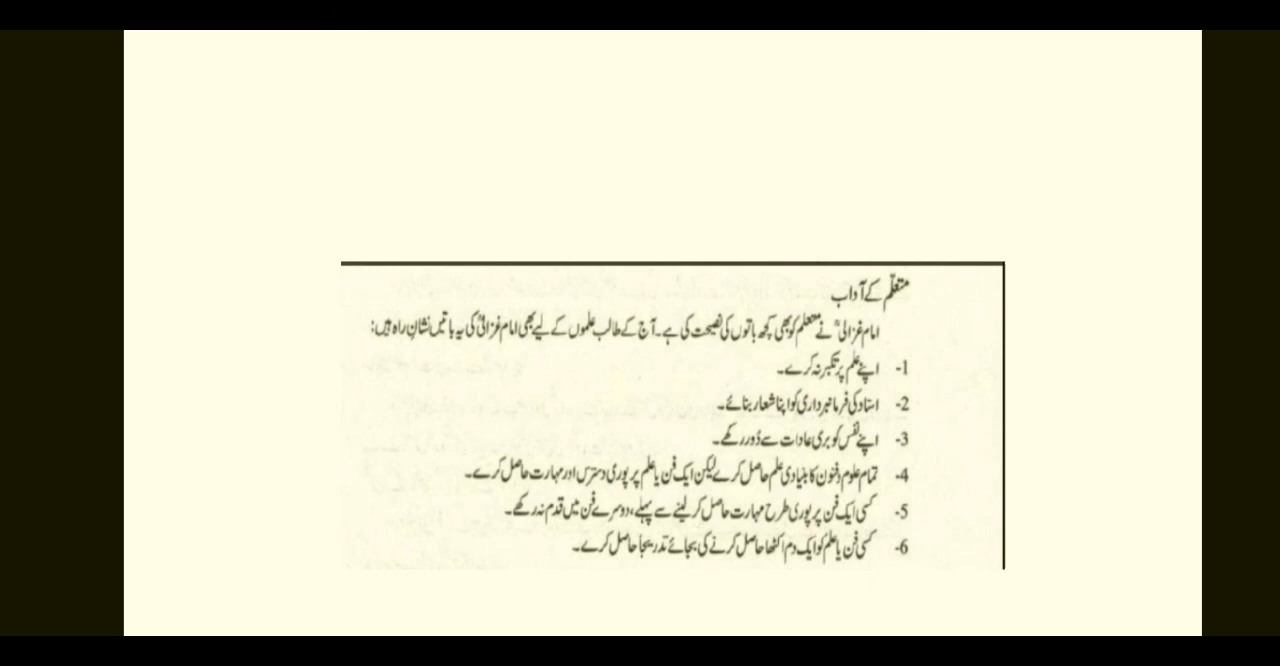 متعلّم کے آداب
امام غزالیؒ نے متعلم کو بھی کچھ باتوں کی نصیحت کی ہے۔ آج کے طالب علموں کے لیے بھی امام غزالیؒ کی یہ باتیں نشانِ راہ ہیں:
1- اپنے علم پر تکبر نہ کرے۔
2- استاد کی فرمانبرداری کو اپنا شعار بنائے۔
3- اپنے نفس کو بری عادات سے دُور رکھے۔
4- تمام علوم و فنون کا بنیادی علم حاصل کرے لیکن ایک فن یا علم پر پوری دسترس اور مہارت حاصل کرے۔
5- کسی ایک فن پر پوری طرح مہارت حاصل کر لینے سے پہلے، دوسرے فن میں قدم نہ رکھے۔
6- کسی فن یا علم کو ایک دم اکٹھا حاصل کرنے کی بجائے تدریجاً حاصل کرے۔